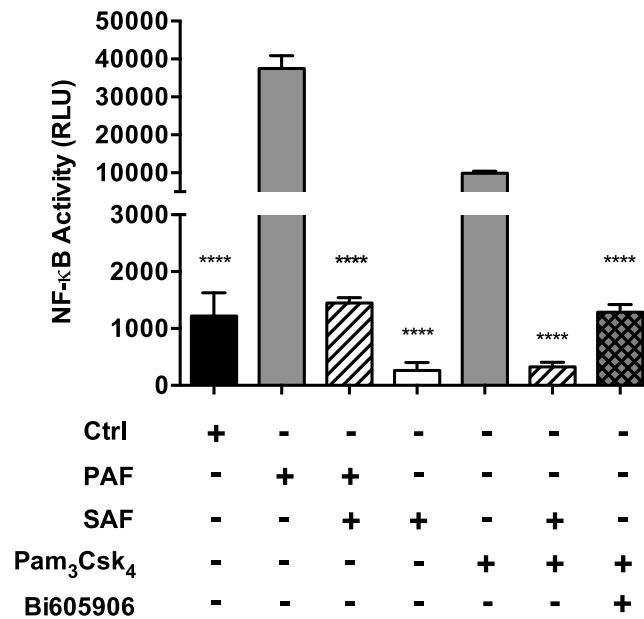 50000
40000
30000
20000
10000
3000
2000
1000
0
NF-κB Activity (RLU)
**** **** **** **** ****
Ctrl + - - - - - -
PAF - + + - - - -
SAF - - + + - + -
Pam₃Csk₄ - - - - + + +
Bi605906 - - - - - - +